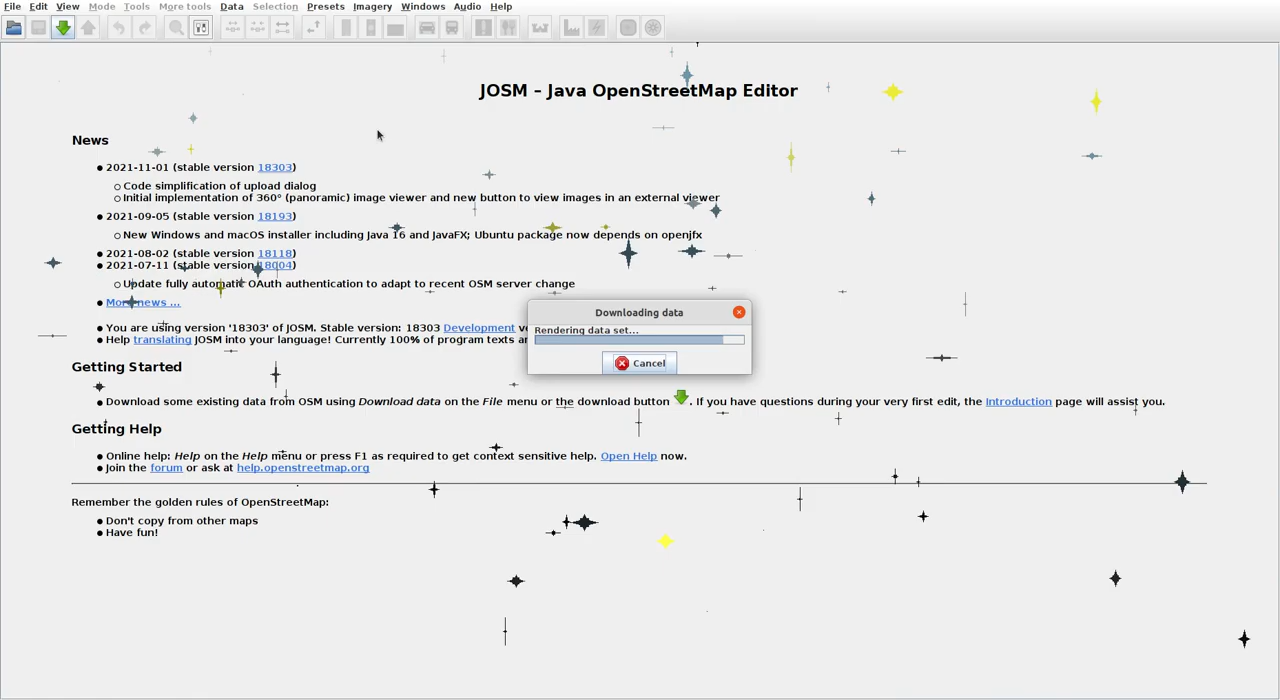 File Edit View Mode Tools More tools Data Selection Presets Imagery Windows Audio Help
JOSM – Java OpenStreetMap Editor
News
2021-11-01 (stable version 18303)
Code simplification of upload dialog
Initial implementation of 360° (panoramic) image viewer and new button to view images in an external viewer
2021-09-05 (stable version 18193)
New Windows and macOS installer including Java 16 and JavaFX; Ubuntu package now depends on openjfx
2021-08-02 (stable version 18118)
2021-07-11 (stable version 18004)
Update fully automatic OAuth authentication to adapt to recent OSM server change
More news ...
Downloading data
Rendering data set...
Cancel
You are using version '18303' of JOSM. Stable version: 18303 Development ve
Help translating JOSM into your language! Currently 100% of program texts ar
Getting Started
Download some existing data from OSM using Download data on the File menu or the download button . If you have questions during your very first edit, the Introduction page will assist you.
Getting Help
Online help: Help on the Help menu or press F1 as required to get context sensitive help. Open Help now.
Join the forum or ask at help.openstreetmap.org
Remember the golden rules of OpenStreetMap:
Don't copy from other maps
Have fun!